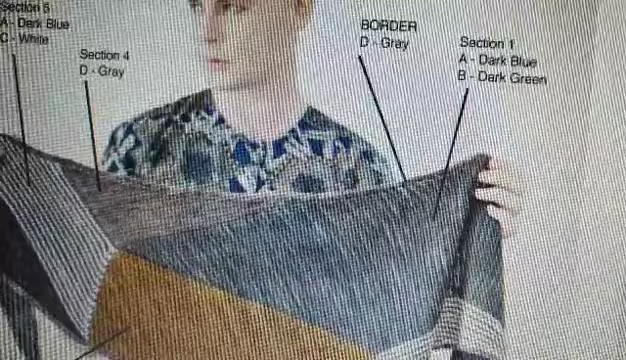 Section 5
A - Dark Blue
C - White
Section 4
D - Gray
BORDER
D - Gray
Section 1
A - Dark Blue
B - Dark Green